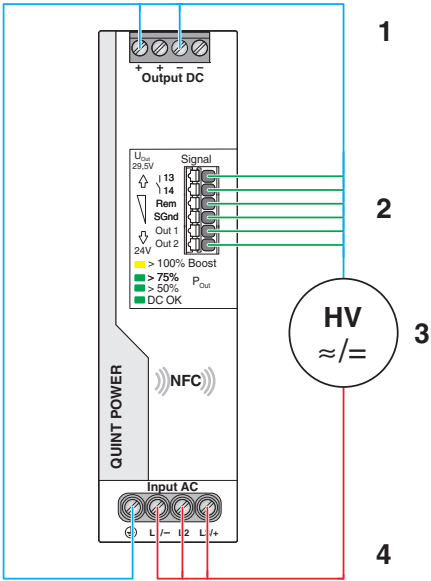 1
+ + − −
Output DC
UOut
29,5V
Signal
13
14
Rem
SGnd
Out 1
Out 2
24V
> 100% Boost
> 75%
> 50%
POut
DC OK
2
HV
≈/=
3
QUINT POWER
NFC
Input AC
L1/− L2 L3/+
4